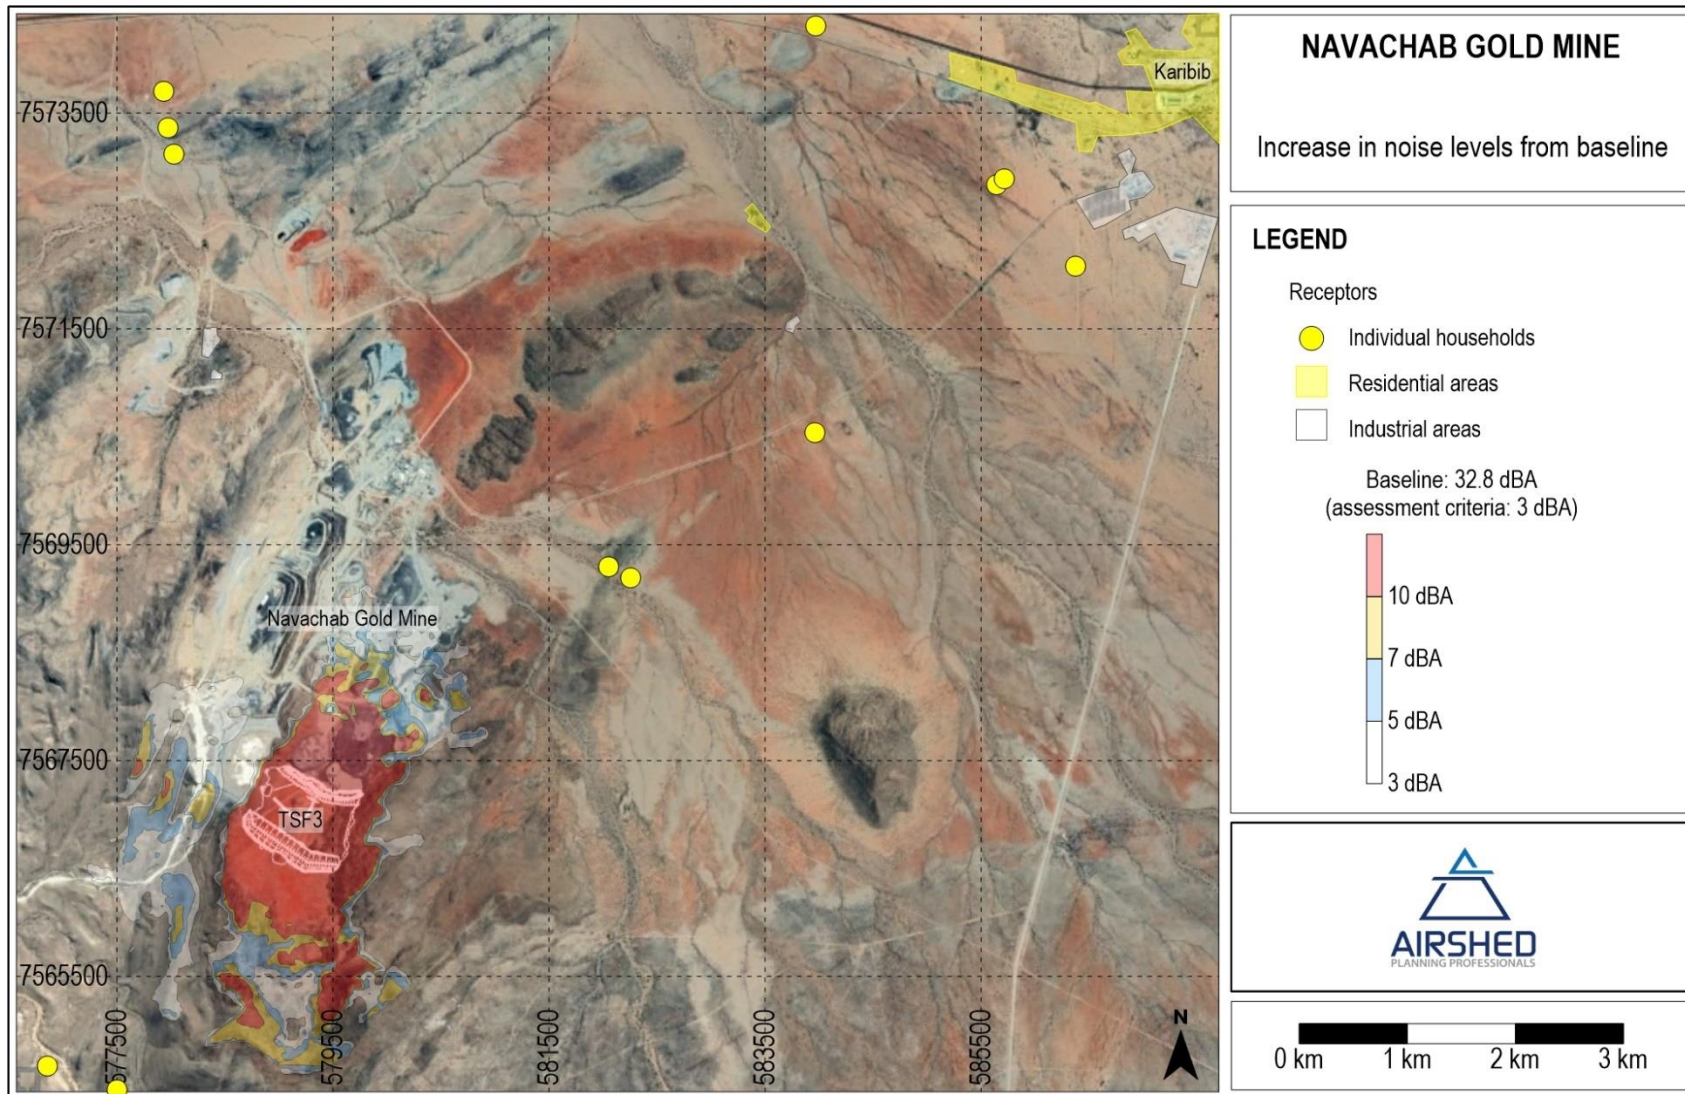 NAVACHAB GOLD MINE
Increase in noise levels from baseline
LEGEND
Receptors
Individual households
Residential areas
Industrial areas
Baseline: 32.8 dBA
(assessment criteria: 3 dBA)
10 dBA
7 dBA
5 dBA
3 dBA
AIRSHED
PLANNING PROFESSIONALS
0 km 1 km 2 km 3 km
Karibib
7573500
7571500
7569500
Navachab Gold Mine
7567500
TSF3
7565500
577500
579500
581500
583500
585500
N